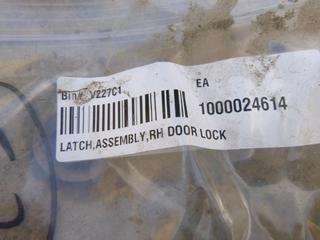 Bin# V227C1 EA
1000024614
LATCH,ASSEMBLY,RH DOOR LOCK